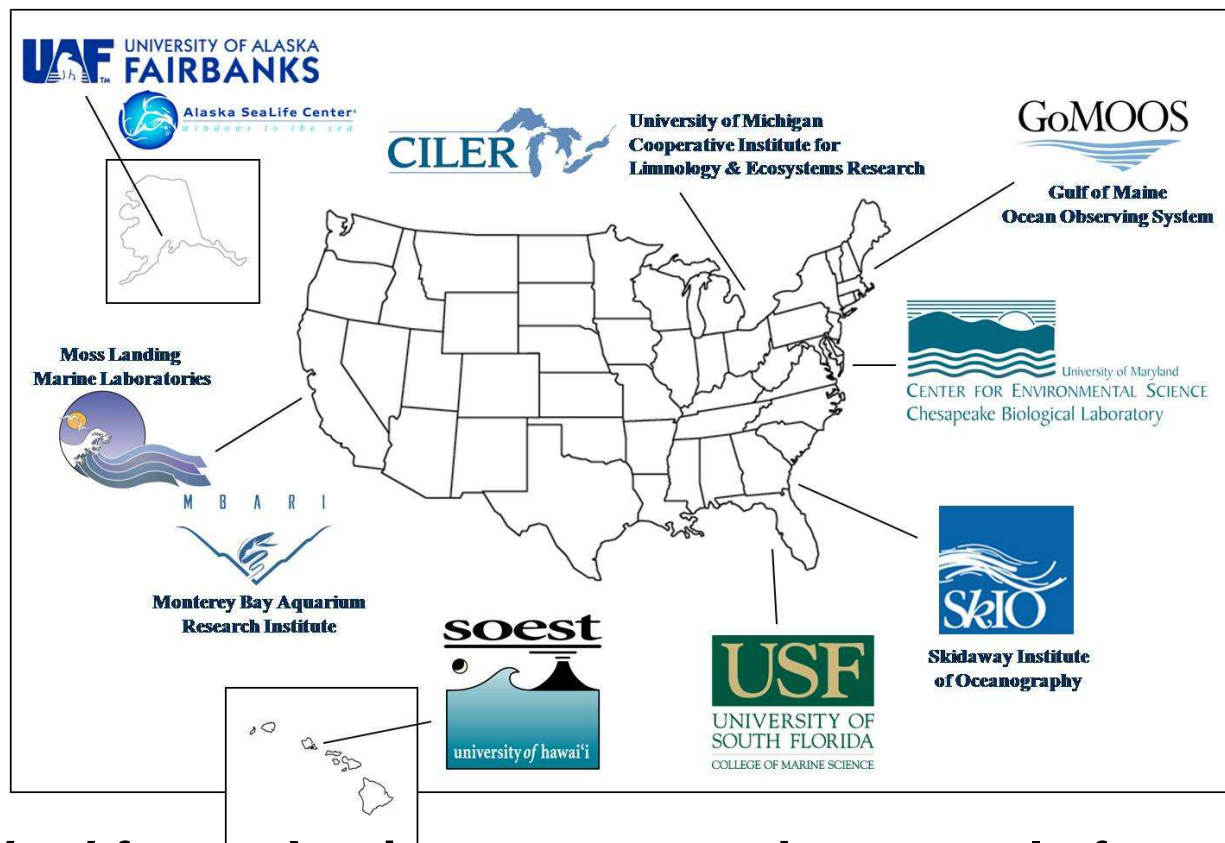 UAF
UNIVERSITY OF ALASKA
FAIRBANKS
TM
Alaska SeaLife Center
windows to the sea
CILER
University of Michigan
Cooperative Institute for
Limnology & Ecosystems Research
GoMOOS
Gulf of Maine
Ocean Observing System
University of Maryland
CENTER FOR ENVIRONMENTAL SCIENCE
Chesapeake Biological Laboratory
Moss Landing
Marine Laboratories
MBARI
Monterey Bay Aquarium
Research Institute
soest
university of hawai‘i
USF
UNIVERSITY OF
SOUTH FLORIDA
COLLEGE OF MARINE SCIENCE
SkIO
Skidaway Institute
of Oceanography